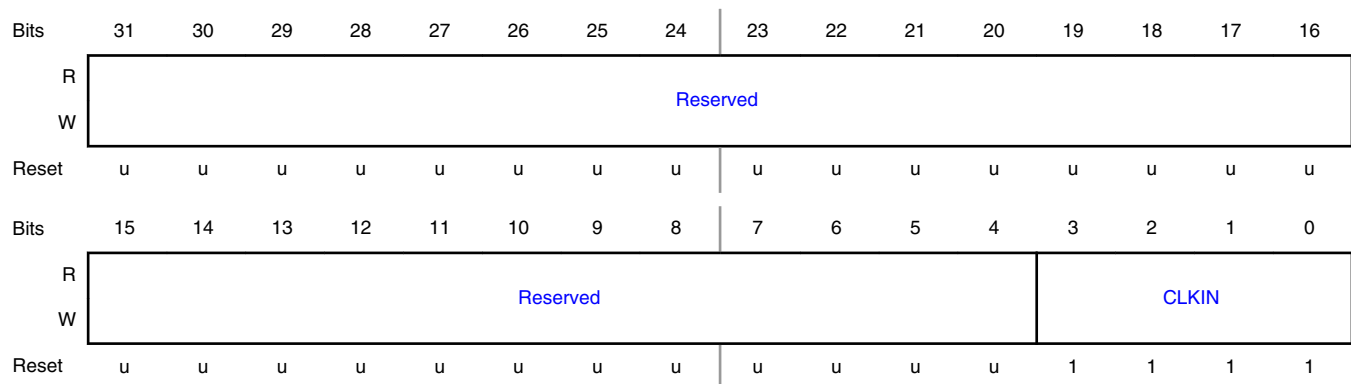 Bits 31 30 29 28 27 26 25 24 23 22 21 20 19 18 17 16
R
Reserved
W
Reset u u u u u u u u u u u u u u u u
Bits 15 14 13 12 11 10 9 8 7 6 5 4 3 2 1 0
R
Reserved CLKIN
W
Reset u u u u u u u u u u u u 1 1 1 1